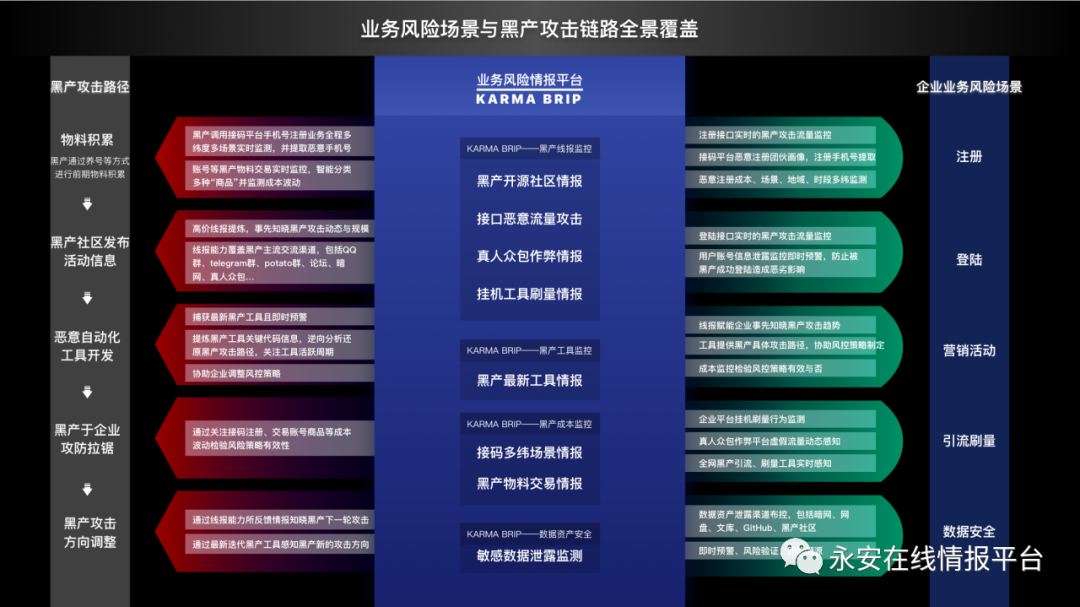 业务风险场景与黑产攻击链路全景覆盖
黑产攻击路径
物料积累
黑产通过养号等方式
进行前期物料积累
黑产社区发布
活动信息
恶意自动化
工具开发
黑产于企业
攻防拉锯
黑产攻击
方向调整
黑产调用接码平台手机号注册业务全程多
纬度多场景实时监测，并提取恶意手机号
账号等黑产物料交易实时监控，智能分类
多种“商品”并监测成本波动
高价线报提炼，事先知晓黑产攻击动态与规模
线报能力覆盖黑产主流交流渠道，包括QQ
群、telegram群、potato群、论坛、暗
网、真人众包...
捕获最新黑产工具且即时预警
提炼黑产工具关键代码信息，逆向分析还
原黑产攻击路径，关注工具活跃周期
协助企业调整风控策略
通过关注接码注册、交易账号商品等成本
波动检验风险策略有效性
通过线报能力所反馈情报知晓黑产下一轮攻击
通过最新迭代黑产工具感知黑产新的攻击方向
业务风险情报平台
KARMA BRIP
KARMA BRIP——黑产线报监控
黑产开源社区情报
接口恶意流量攻击
真人众包作弊情报
挂机工具刷量情报
KARMA BRIP——黑产工具监控
黑产最新工具情报
KARMA BRIP——黑产成本监控
接码多纬场景情报
黑产物料交易情报
KARMA BRIP——数据资产安全
敏感数据泄露监测
注册接口实时的黑产攻击流量监控
接码平台恶意注册团伙画像，注册手机号提取
恶意注册成本、场景、地域、时段多纬监测
登陆接口实时的黑产攻击流量监控
用户账号信息泄露监控即时预警，防止被
黑产成功登陆造成恶劣影响
线报赋能企业事先知晓黑产攻击趋势
工具提供黑产具体攻击路径，协助风控策略制定
成本监控检验风控策略有效与否
企业平台挂机刷量行为监测
真人众包作弊平台虚假流量动态感知
全网黑产引流、刷量工具实时感知
数据资产泄露渠道布控，包括暗网、网
盘、文库、GitHub、黑产社区
即时预警、风险验证
企业业务风险场景
注册
登陆
营销活动
引流刷量
数据安全
永安在线情报平台